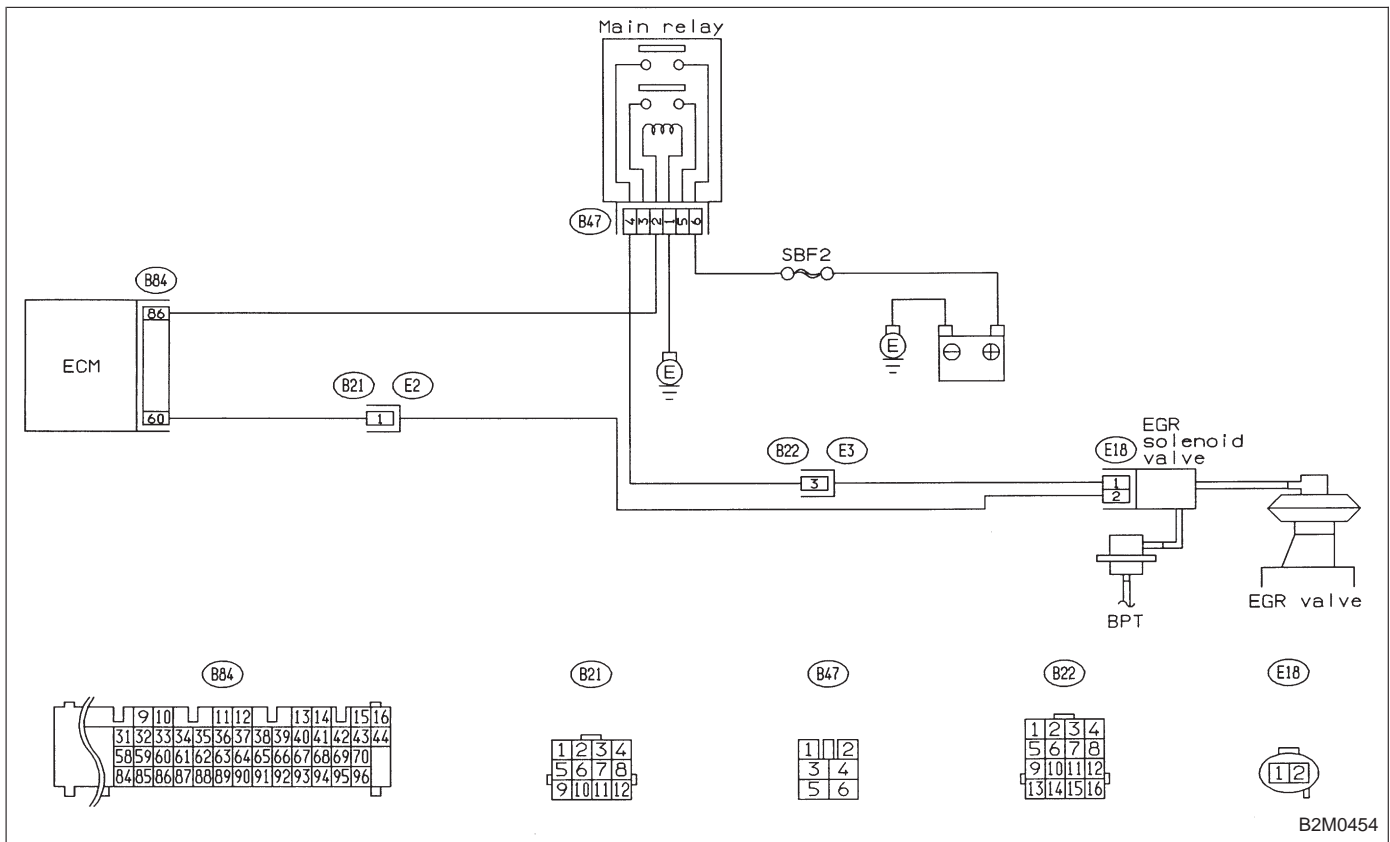 Main relay
B47
4 3 2 1 5 6
SBF2
B84
86
ECM
E
E
⊖ ⊕
B21 E2
60
1
EGR
solenoid
valve
B22 E3
E18
3
1
2
BPT
EGR valve
B84
B21
B47
B22
E18
9 10 11 12 13 14 15 16
31 32 33 34 35 36 37 38 39 40 41 42 43 44
58 59 60 61 62 63 64 65 66 67 68 69 70
84 85 86 87 88 89 90 91 92 93 94 95 96
1 2 3 4
5 6 7 8
9 10 11 12
1 2
3 4
5 6
1 2 3 4
5 6 7 8
9 10 11 12
13 14 15 16
1 2
B2M0454